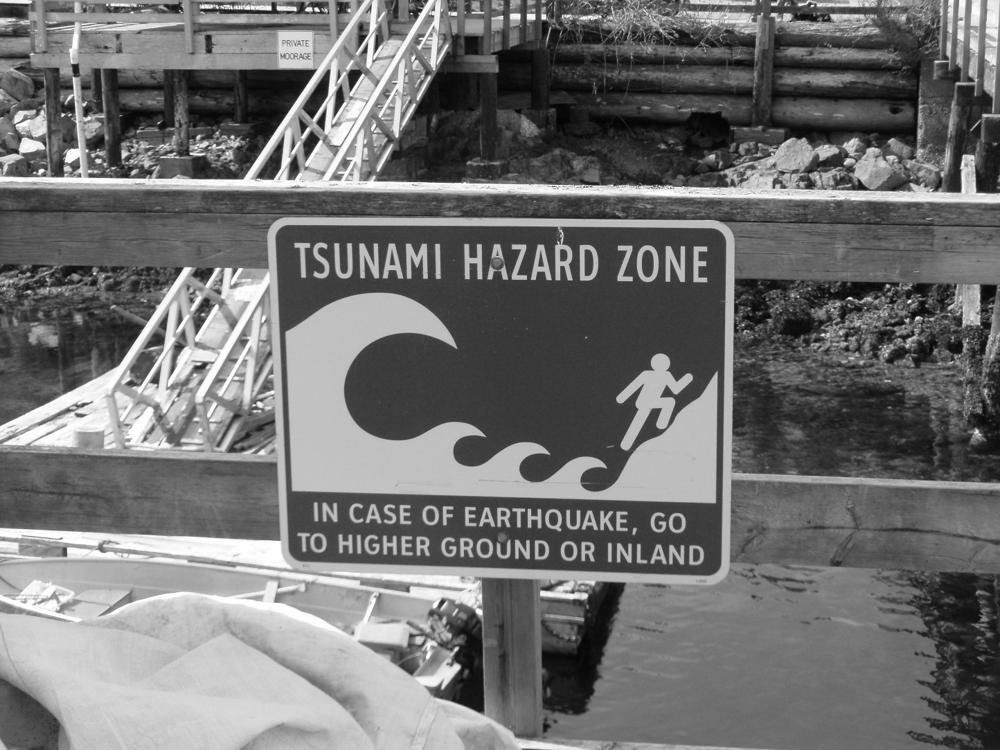 PRIVATE
MOORAGE
TSUNAMI HAZARD ZONE
IN CASE OF EARTHQUAKE, GO
TO HIGHER GROUND OR INLAND